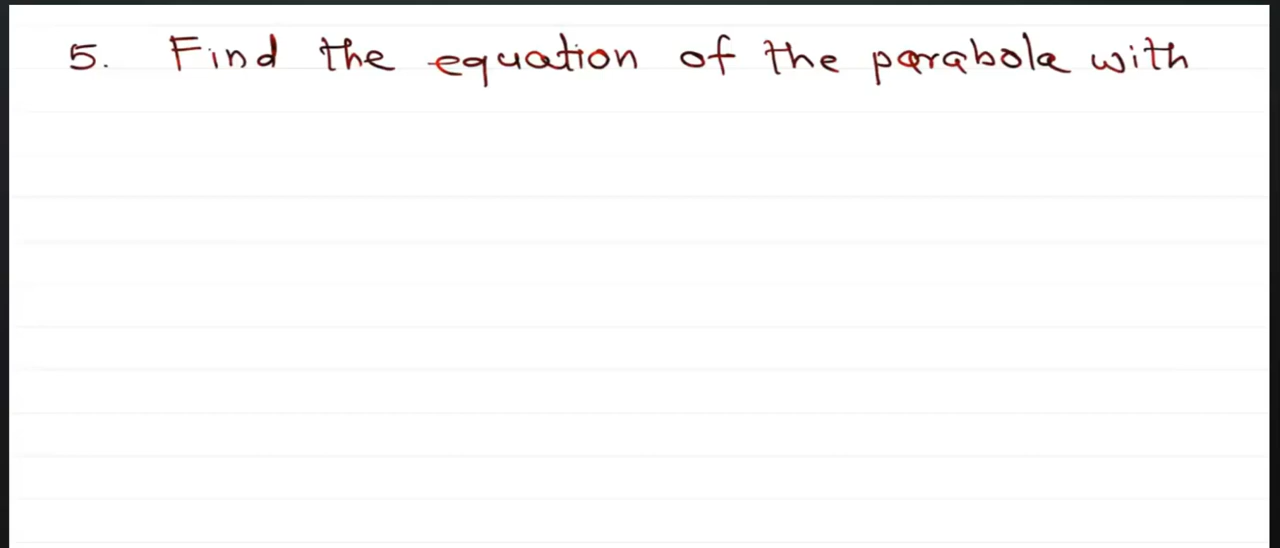 5. Find the equation of the parabola with